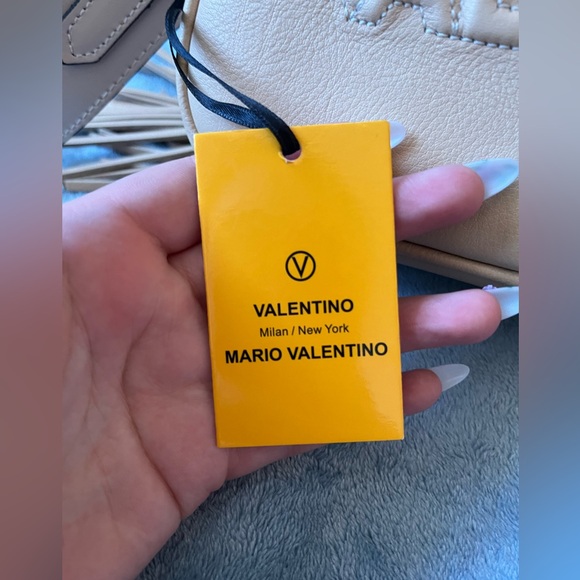 V
VALENTINO
Milan / New York
MARIO VALENTINO